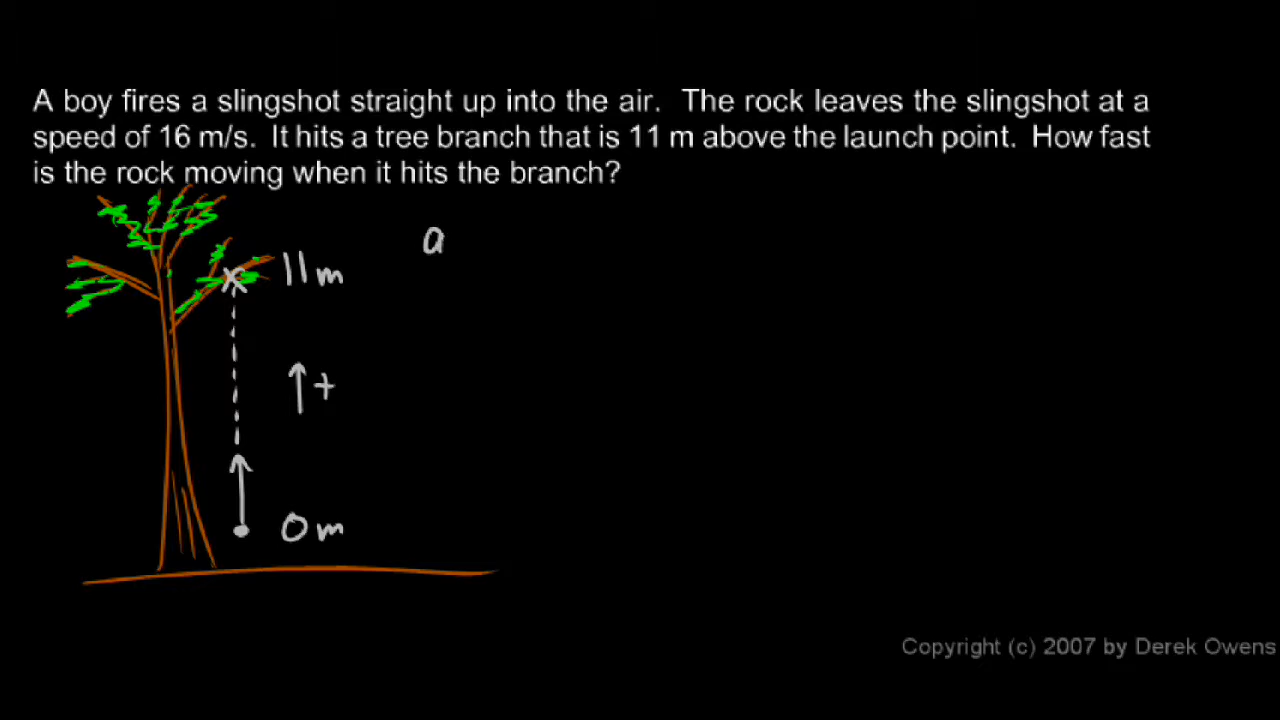 A boy fires a slingshot straight up into the air. The rock leaves the slingshot at a
speed of 16 m/s. It hits a tree branch that is 11 m above the launch point. How fast
is the rock moving when it hits the branch?
a
11m
↑+
0m
Copyright (c) 2007 by Derek Owens